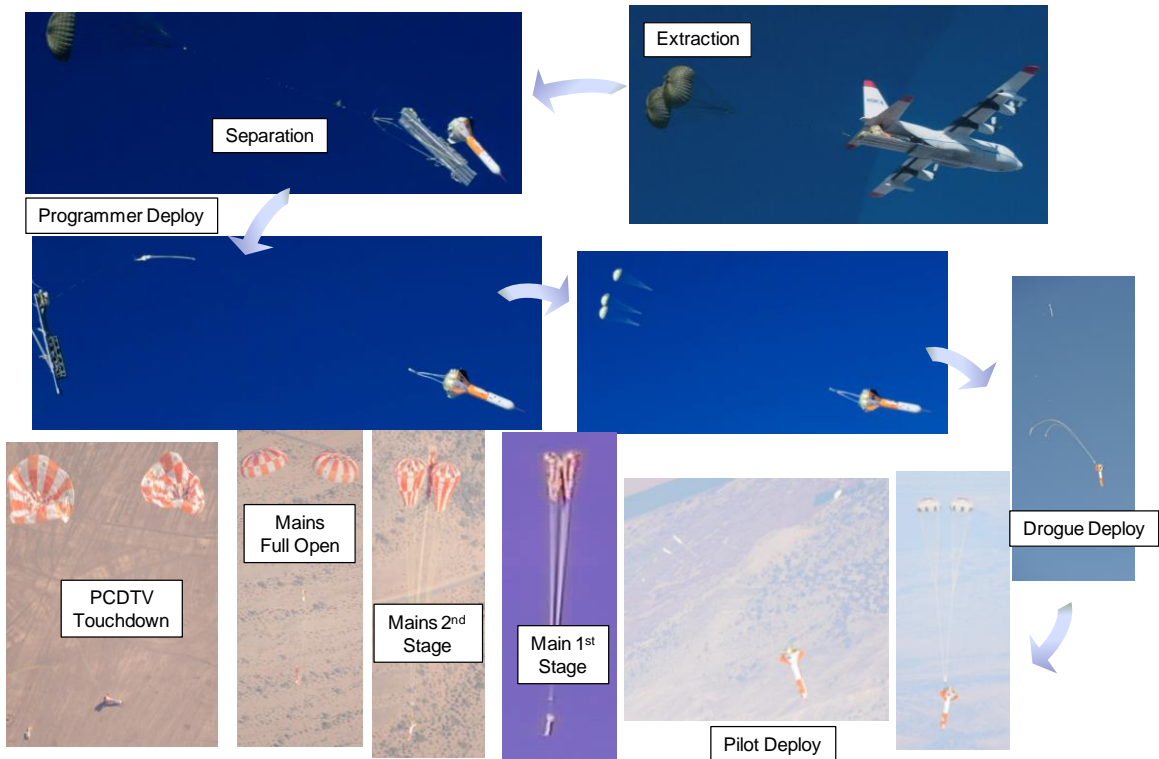 Extraction
Separation
Programmer Deploy
Drogue Deploy
Pilot Deploy
Main 1st
Stage
Mains 2nd
Stage
Mains
Full Open
PCDTV
Touchdown